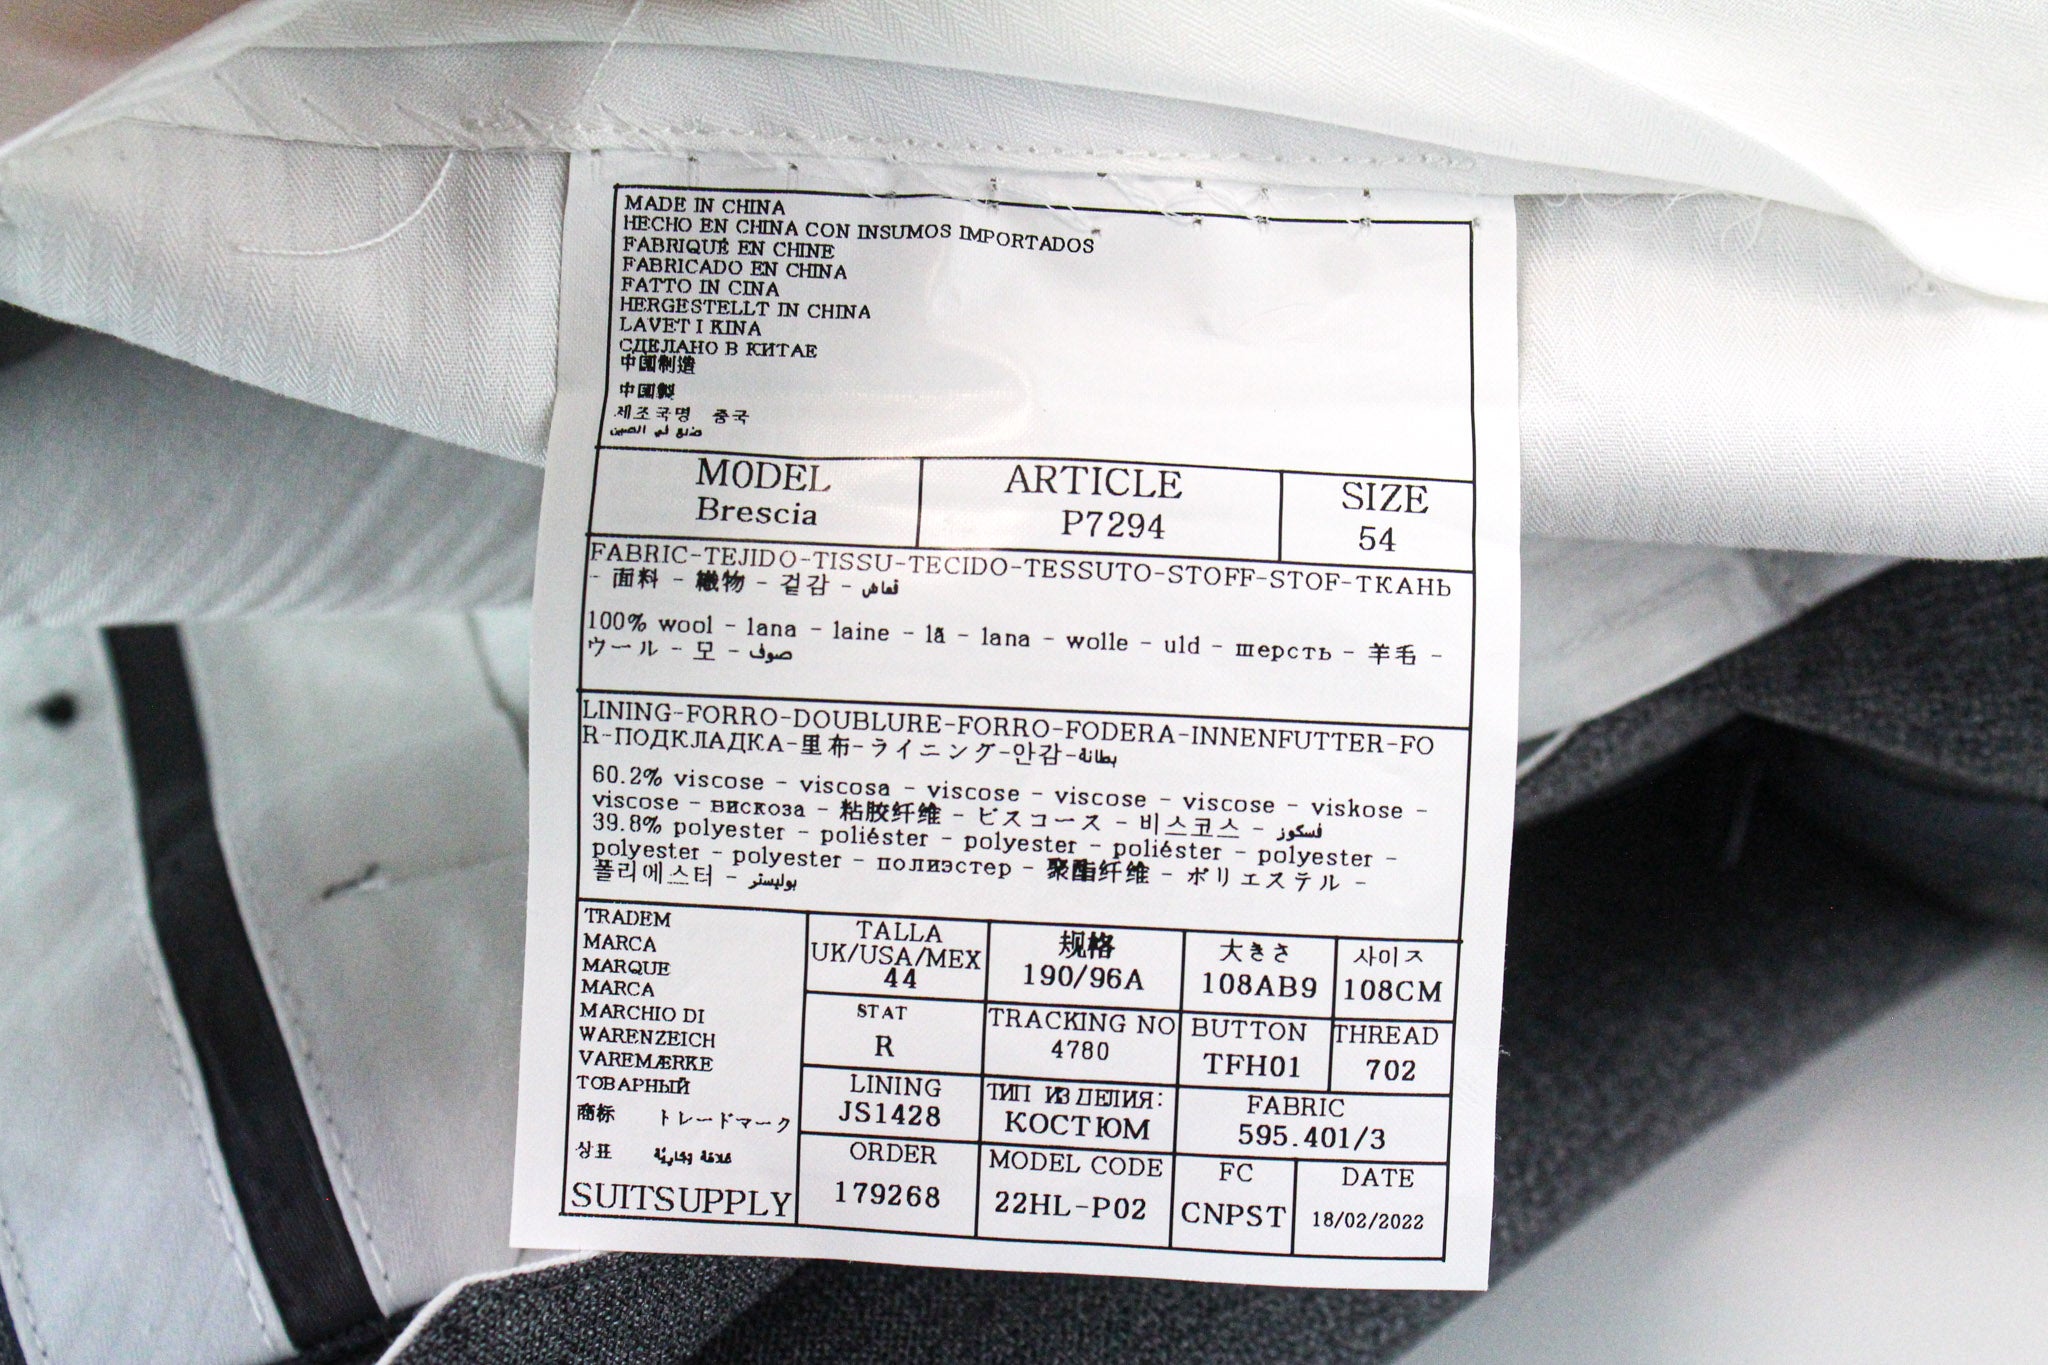 MADE IN CHINA
HECHO EN CHINA CON INSUMOS IMPORTADOS
FABRIQUÉ EN CHINE
FABRICADO EN CHINA
FATTO IN CINA
HERGESTELLT IN CHINA
LAVET I KINA
СДЕЛАНО В КИТАЕ
中國制造
中國製
제조국명 중국
صنع في الصين
MODEL
Brescia
ARTICLE
P7294
SIZE
54
FABRIC-TEJIDO-TISSU-TECIDO-TESSUTO-STOFF-STOF-ТКАНЬ
- 面料 - 織物 - 겉감 - قماش
100% wool - lana - laine - lã - lana - wolle - uld - шерсть - 羊毛 -
ウール - 모 - صوف
LINING-FORRO-DOUBLURE-FORRO-FODERA-INNENFUTTER-FO
R-ПОДКЛАДКА-里布-ライニング-안감-بطانة
60.2% viscose - viscosa - viscose - viscose - viscose - viskose -
viscose - вискоза - 粘胶纤维 - ビスコース - 비스코스 - فسكوز
39.8% polyester - poliéster - polyester - poliéster - polyester -
polyester - polyester - полиэстер - 聚酯纤维 - ポリエステル -
폴리에스터 - بوليستر
TRADEM
MARCA
MARQUE
MARCA
MARCHIO DI
WARENZEICH
VAREMÆRKE
ТОВАРНЫЙ
商标 トレードマーク
상표 علامة تجارية
SUITSUPPLY
TALLA
UK/USA/MEX
44
规格
190/96A
大きさ
108AB9
사이즈
108CM
STAT
R
TRACKING NO
4780
BUTTON
TFH01
THREAD
702
LINING
JS1428
ТИП ИЗДЕЛИЯ:
КОСТЮМ
FABRIC
595.401/3
ORDER
179268
MODEL CODE
22HL-P02
FC
CNPST
DATE
18/02/2022